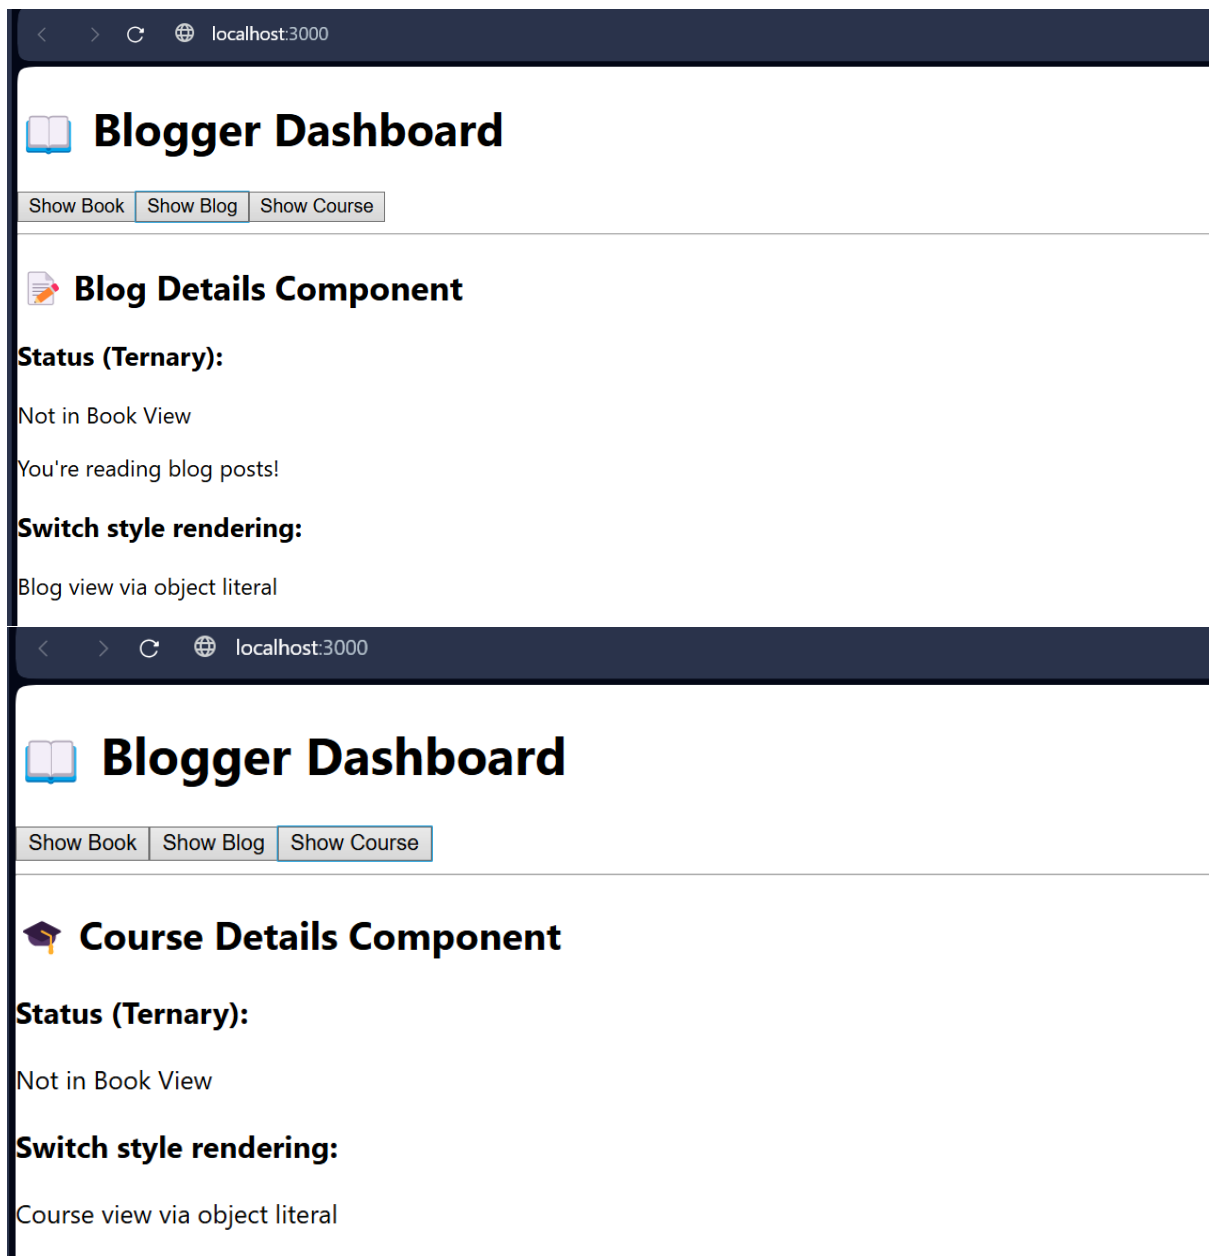 localhost:3000
Blogger Dashboard
Show Book Show Blog Show Course
Blog Details Component
Status (Ternary):
Not in Book View
You're reading blog posts!
Switch style rendering:
Blog view via object literal
localhost:3000
Blogger Dashboard
Show Book Show Blog Show Course
Course Details Component
Status (Ternary):
Not in Book View
Switch style rendering:
Course view via object literal